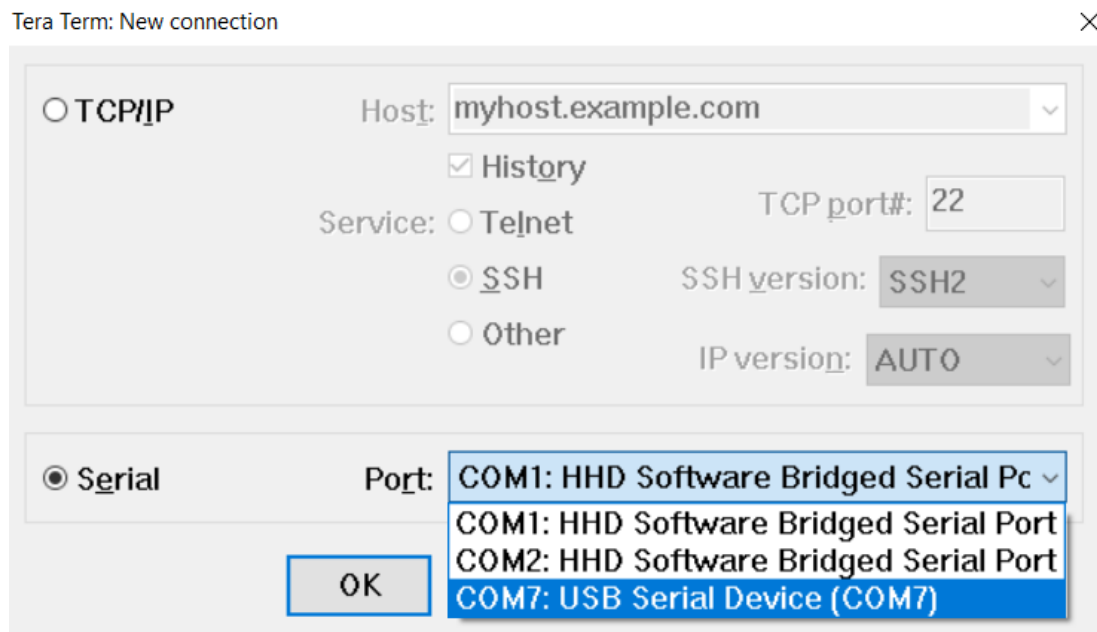 Tera Term: New connection
TCP/IP Host: myhost.example.com
History
Service: Telnet TCP port#: 22
SSH SSH version: SSH2
Other
IP version: AUTO
Serial Port: COM1: HHD Software Bridged Serial Pc
COM1: HHD Software Bridged Serial Port
COM2: HHD Software Bridged Serial Port
OK
COM7: USB Serial Device (COM7)